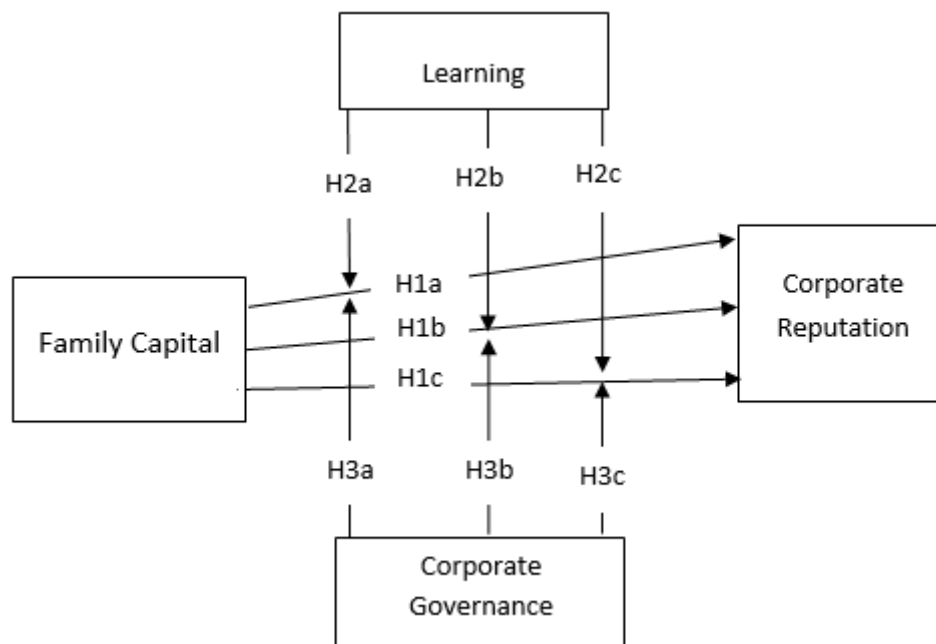 Learning
H2a
H2b
H2c
Family Capital
H1a
H1b
H1c
Corporate
Reputation
H3a
H3b
H3c
Corporate
Governance